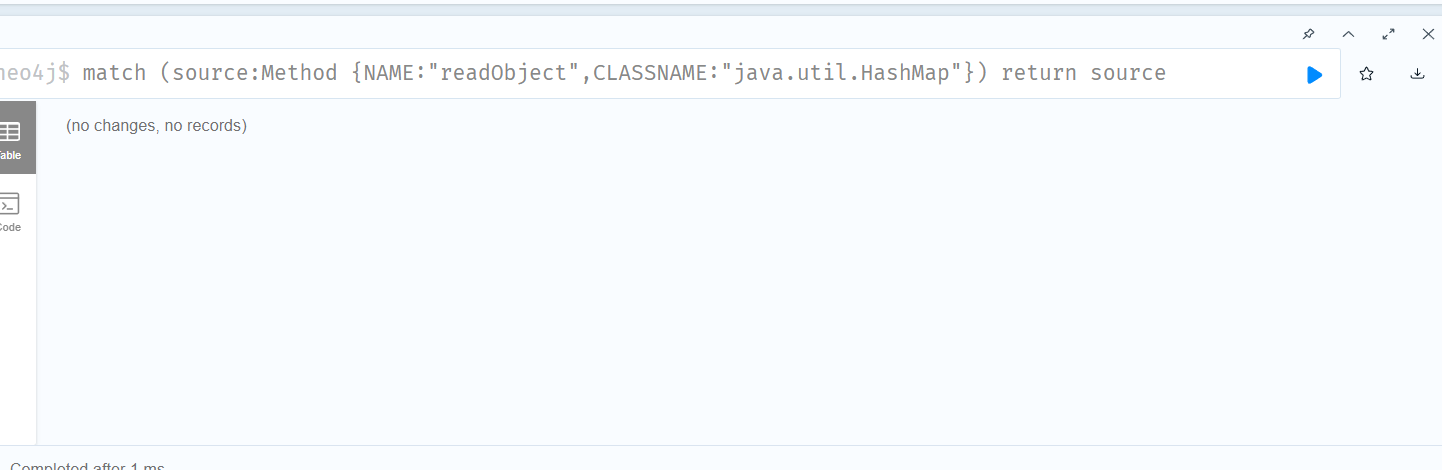 neo4j$ match (source:Method {NAME:"readObject",CLASSNAME:"java.util.HashMap"}) return source
Table
(no changes, no records)
Code
Completed after 1 ms